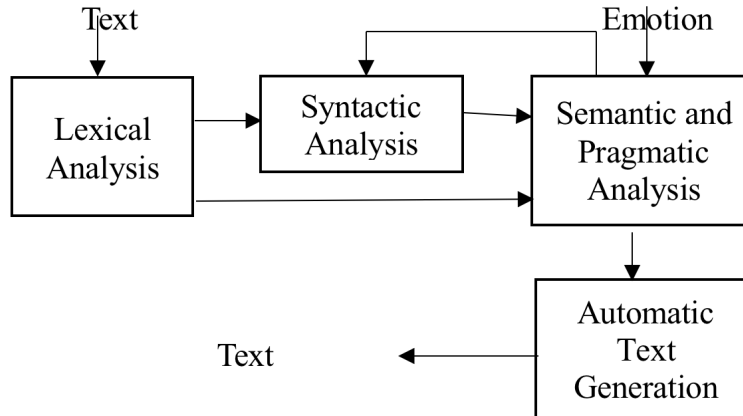 Text
Emotion
Lexical
Analysis
Syntactic
Analysis
Semantic and
Pragmatic
Analysis
Automatic
Text
Generation
Text